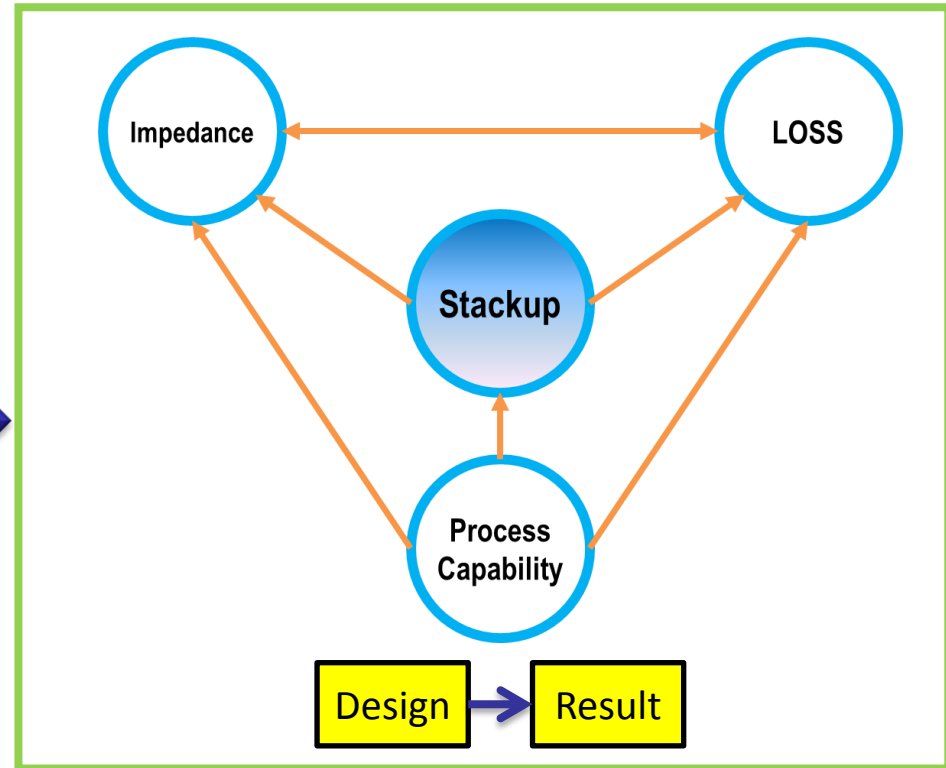 Impedance
LOSS
Stackup
Process
Capability
Design
Result